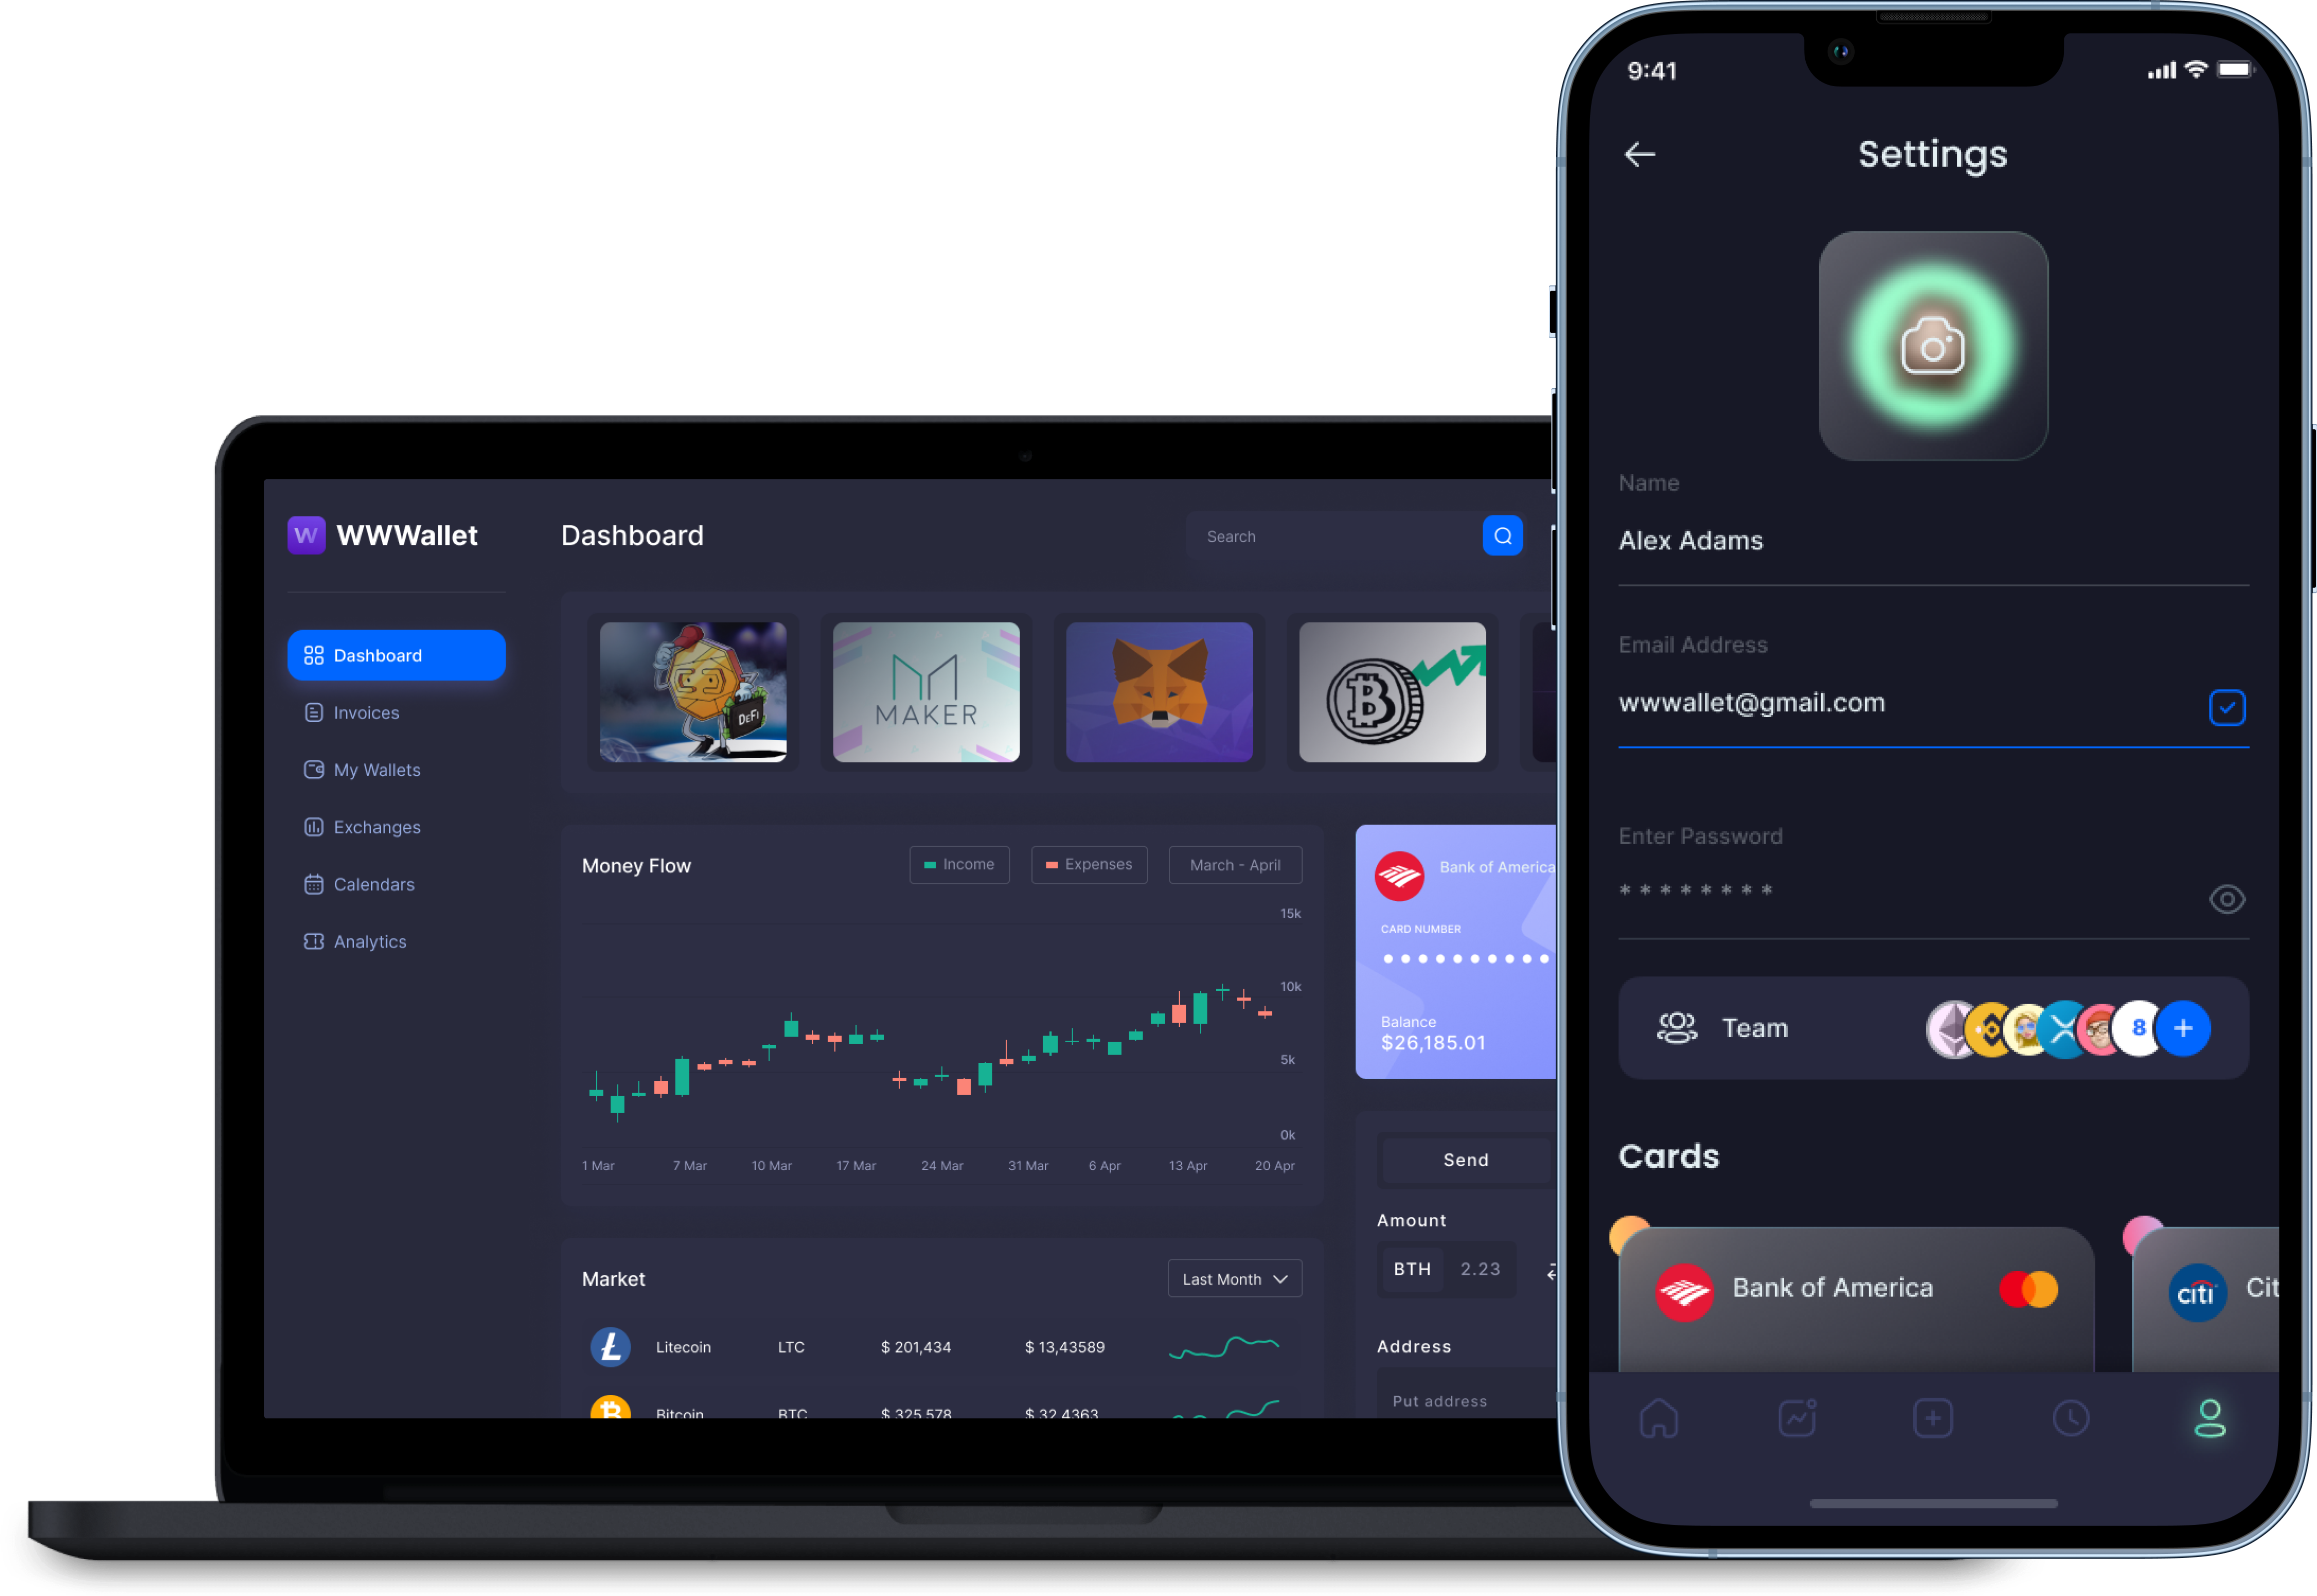 9:41
Settings
Name
Alex Adams
Email Address
wwwallet@gmail.com
Enter Password
* * * * * * * *
Team
8
Cards
Bank of America
citi
Cit
W WWWallet
Dashboard
Search
Dashboard
Invoices
My Wallets
Exchanges
Calendars
Analytics
DeFi
MAKER
Money Flow
Income
Expenses
March - April
15k
10k
5k
0k
1 Mar
7 Mar
10 Mar
17 Mar
24 Mar
31 Mar
6 Apr
13 Apr
20 Apr
Bank of America
CARD NUMBER
Balance
$26,185.01
Send
Amount
BTH 2.23
Address
Put address
Market
Last Month
Litecoin LTC $ 201,434 $ 13,43589
Bitcoin BTC $ 325,578 $ 32,4363